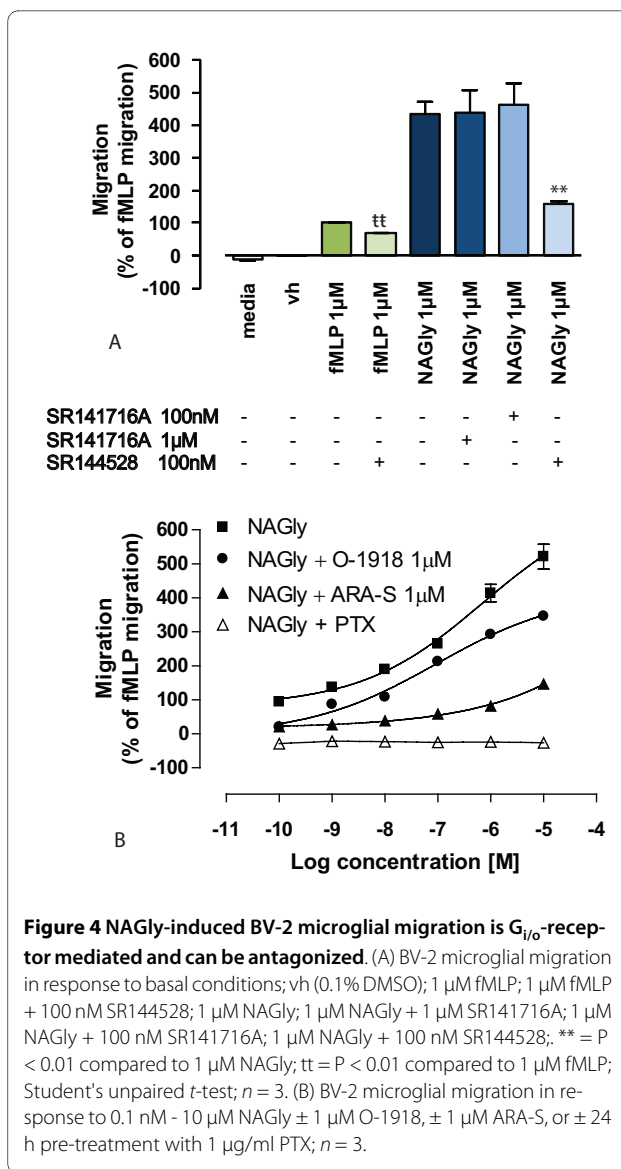 600
500
400
300
200
100
0
-100
Migration
(% of fMLP migration)
ŧŧ
**
media
vh
fMLP 1µM
fMLP 1µM
NAGly 1µM
NAGly 1µM
NAGly 1µM
NAGly 1µM
A
SR141716A 100nM - - - - - - + -
SR141716A 1µM - - - - - + - -
SR144528 100nM - - - + - - - +
600
500
400
300
200
100
0
-100
Migration
(% of fMLP migration)
NAGly
NAGly + O-1918 1µM
NAGly + ARA-S 1µM
NAGly + PTX
-11 -10 -9 -8 -7 -6 -5 -4
B
Log concentration [M]
Figure 4 NAGly-induced BV-2 microglial migration is Gi/o-recep-
tor mediated and can be antagonized. (A) BV-2 microglial migration
in response to basal conditions; vh (0.1% DMSO); 1 µM fMLP; 1 µM fMLP
+ 100 nM SR144528; 1 µM NAGly; 1 µM NAGly + 1 µM SR141716A; 1 µM
NAGly + 100 nM SR141716A; 1 µM NAGly + 100 nM SR144528;. ** = P
< 0.01 compared to 1 µM NAGly; tt = P < 0.01 compared to 1 µM fMLP;
Student's unpaired t-test; n = 3. (B) BV-2 microglial migration in re-
sponse to 0.1 nM - 10 µM NAGly ± 1 µM O-1918, ± 1 µM ARA-S, or ± 24
h pre-treatment with 1 µg/ml PTX; n = 3.